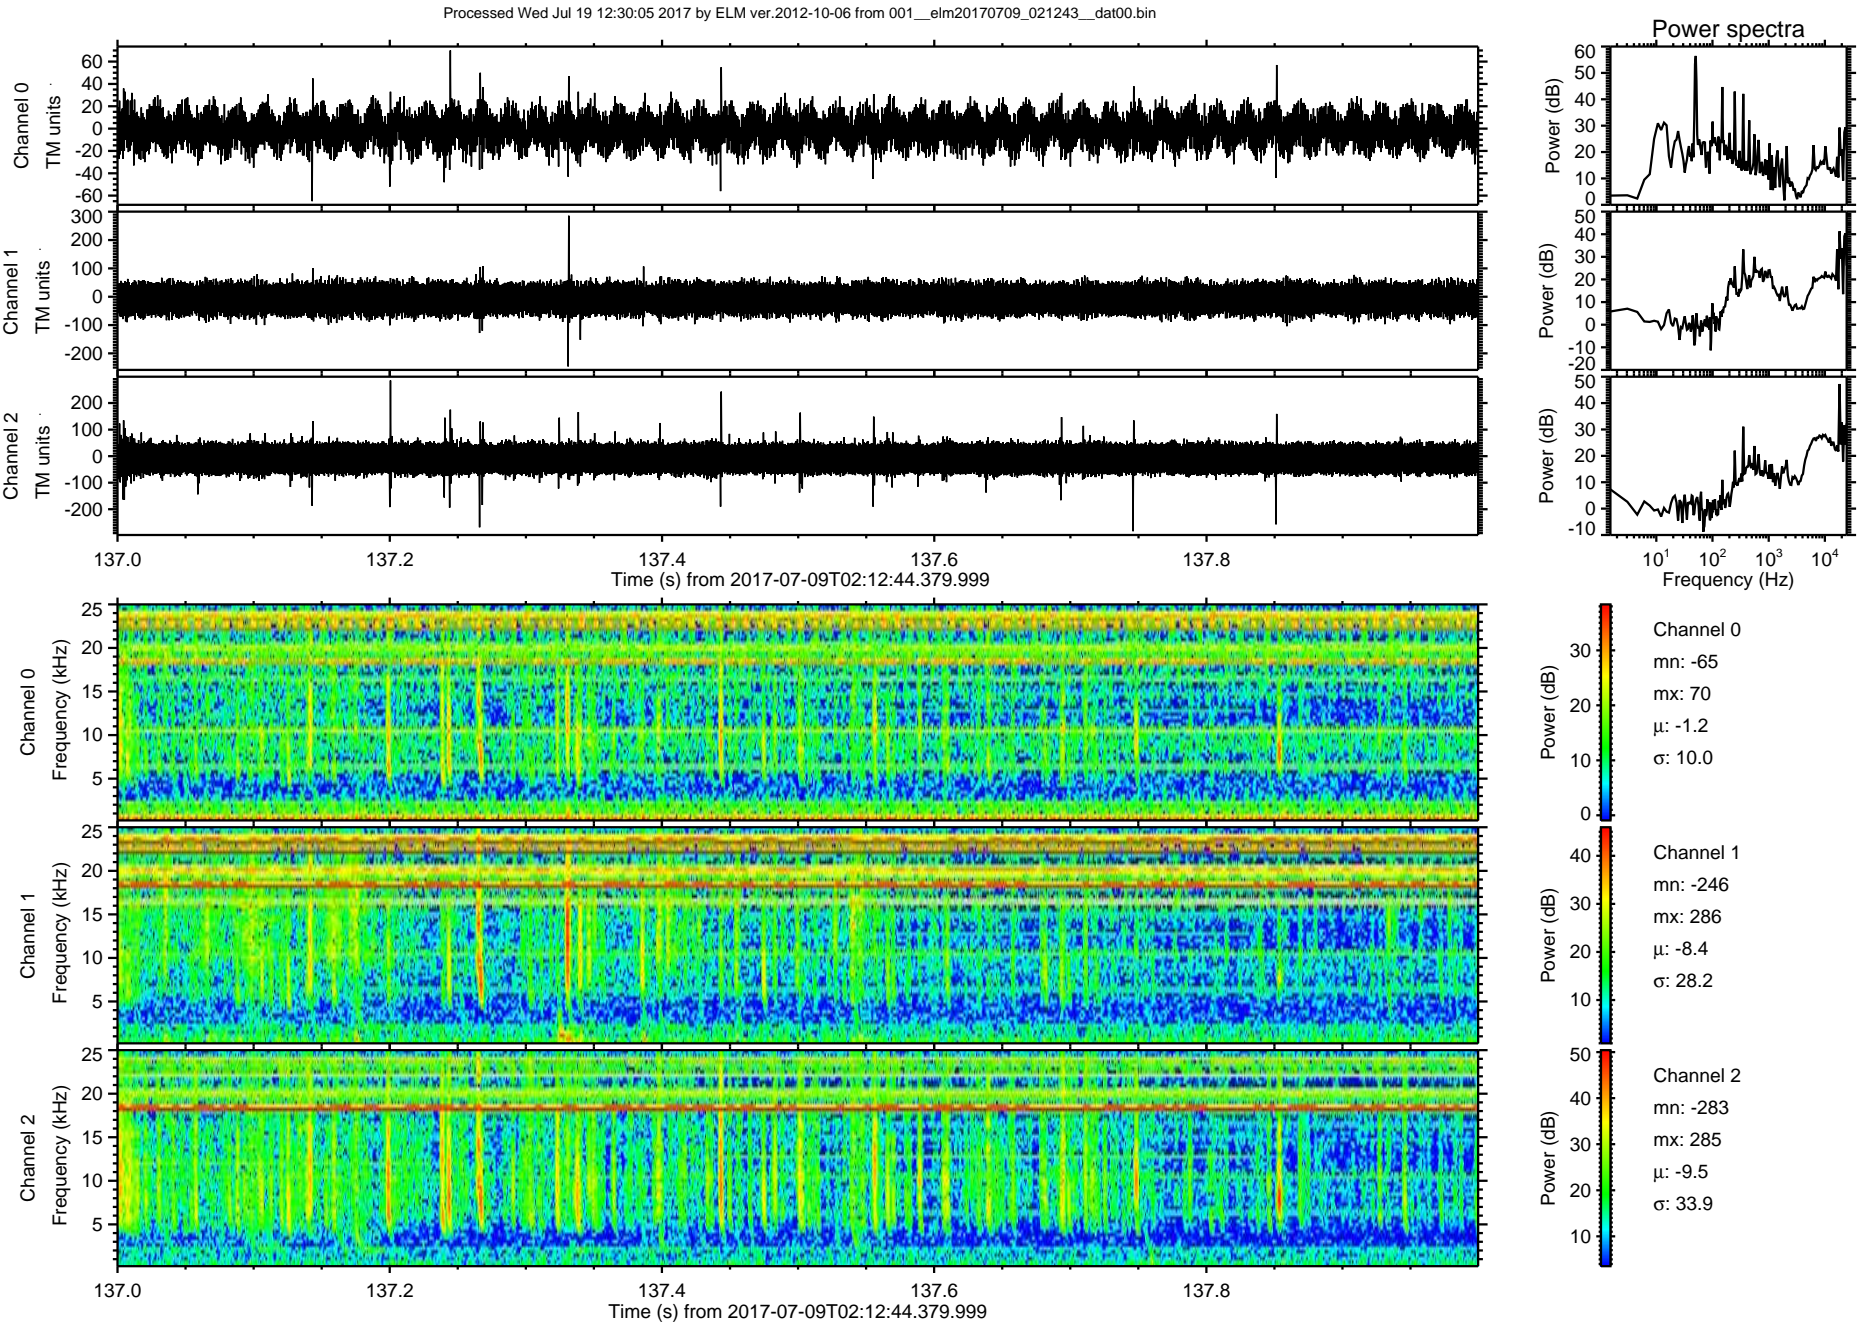 Processed Wed Jul 19 12:30:05 2017 by ELM ver.2012-10-06 from 001__elm20170709_021243__dat00.bin
Power spectra
Channel 0
TM units
60
40
20
0
-20
-40
-60
Power (dB)
60
50
40
30
20
10
0
Channel 1
TM units
300
200
100
0
-100
-200
Power (dB)
50
40
30
20
10
0
-10
-20
Channel 2
TM units
200
100
0
-100
-200
Power (dB)
50
40
30
20
10
0
-10
137.0 137.2 137.4 137.6 137.8
Time (s) from 2017-07-09T02:12:44.379.999
10^1 10^2 10^3 10^4
Frequency (Hz)
Channel 0
Frequency (kHz)
25
20
15
10
5
Power (dB)
30
20
10
0
Channel 0
mn: -65
mx: 70
μ: -1.2
σ: 10.0
Channel 1
Frequency (kHz)
25
20
15
10
5
Power (dB)
40
30
20
10
Channel 1
mn: -246
mx: 286
μ: -8.4
σ: 28.2
Channel 2
Frequency (kHz)
25
20
15
10
5
Power (dB)
50
40
30
20
10
Channel 2
mn: -283
mx: 285
μ: -9.5
σ: 33.9
137.0 137.2 137.4 137.6 137.8
Time (s) from 2017-07-09T02:12:44.379.999